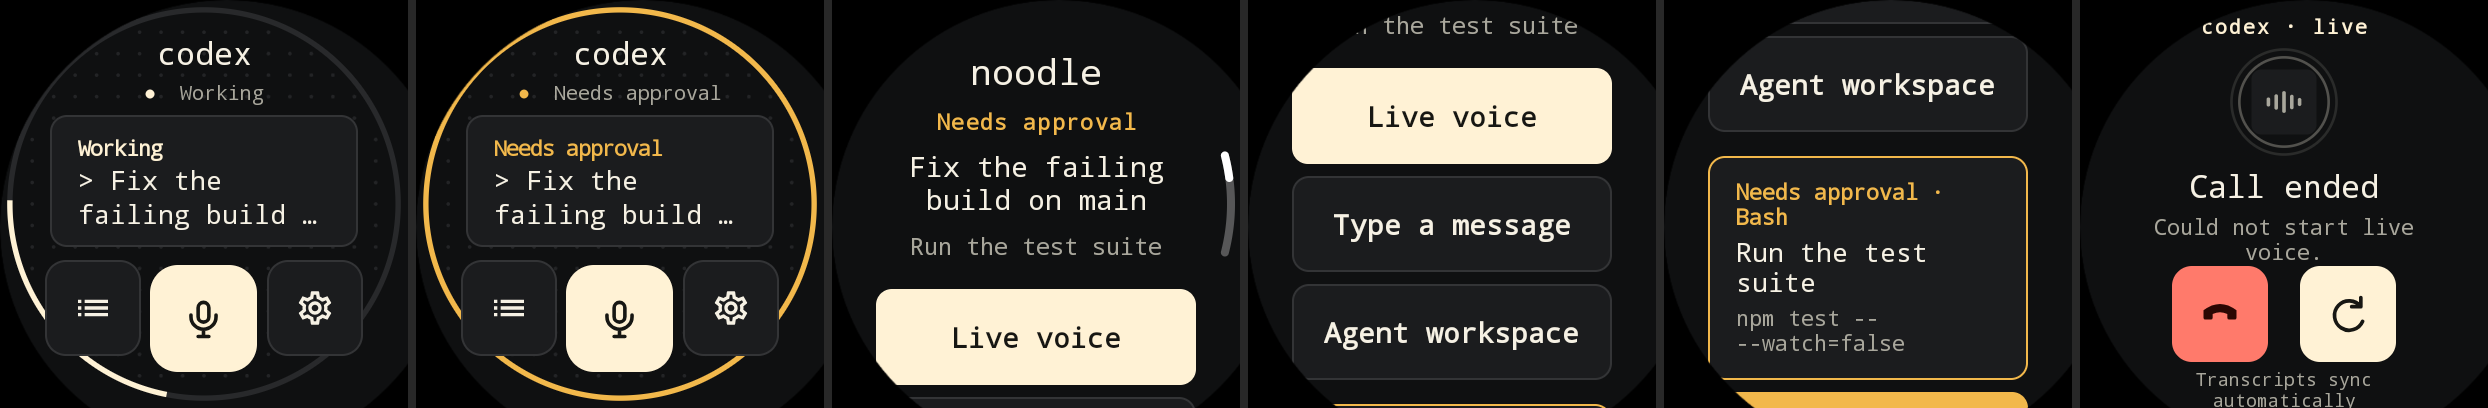 codex
Working
Working
> Fix the
failing build …
codex
Needs approval
Needs approval
> Fix the
failing build …
noodle
Needs approval
Fix the failing
build on main
Run the test suite
Live voice
the test suite
Live voice
Type a message
Agent workspace
Agent workspace
Needs approval ·
Bash
Run the test
suite
npm test --
--watch=false
codex · live
Call ended
Could not start live
voice.
Transcripts sync
automatically